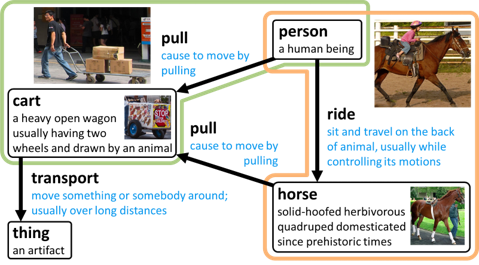 pull
cause to move by
pulling
person
a human being
cart
a heavy open wagon
usually having two
wheels and drawn by an animal
STOP
pull
cause to move by
pulling
ride
sit and travel on the back
of animal, usually while
controlling its motions
transport
move something or somebody around;
usually over long distances
horse
solid-hoofed herbivorous
quadruped domesticated
since prehistoric times
thing
an artifact